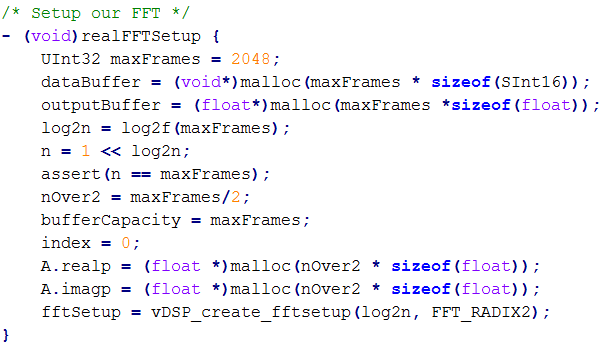 /* Setup our FFT */
- (void)realFFTSetup {
    UInt32 maxFrames = 2048;
    dataBuffer = (void*)malloc(maxFrames * sizeof(SInt16));
    outputBuffer = (float*)malloc(maxFrames *sizeof(float));
    log2n = log2f(maxFrames);
    n = 1 << log2n;
    assert(n == maxFrames);
    nOver2 = maxFrames/2;
    bufferCapacity = maxFrames;
    index = 0;
    A.realp = (float *)malloc(nOver2 * sizeof(float));
    A.imagp = (float *)malloc(nOver2 * sizeof(float));
    fftSetup = vDSP_create_fftsetup(log2n, FFT_RADIX2);
}